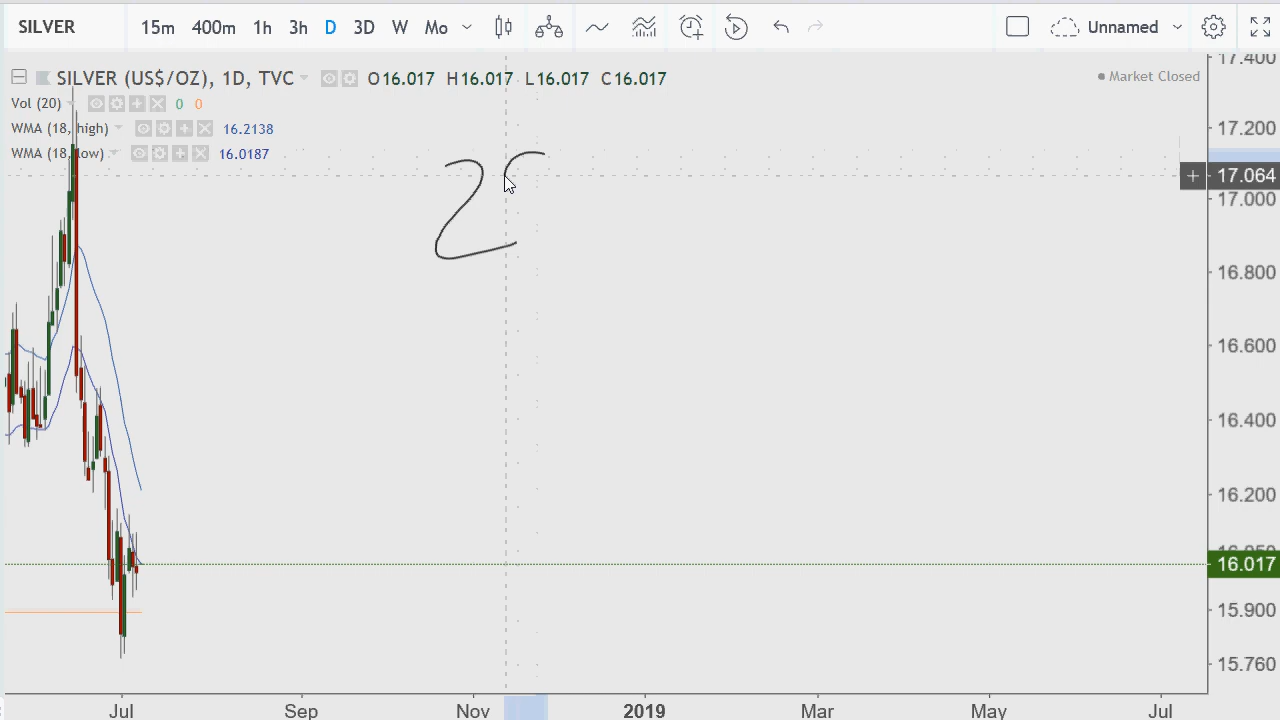 SILVER 15m 400m 1h 3h D 3D W Mo Unnamed
SILVER (US$/OZ), 1D, TVC O16.017 H16.017 L16.017 C16.017 Market Closed
Vol (20) 0 0
WMA (18, high) 16.2138
WMA (18, low) 16.0187
2
17.400
17.200
17.064
17.000
16.800
16.600
16.400
16.200
16.017
15.900
15.760
Jul Sep Nov 2019 Mar May Jul